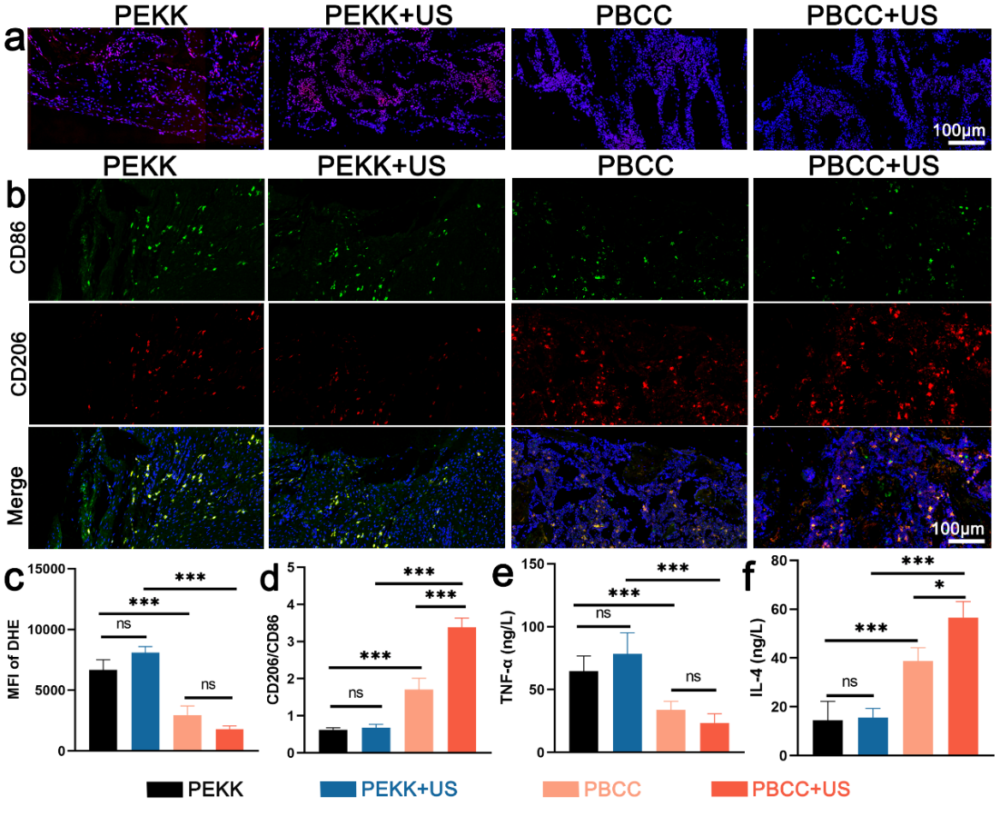 a
PEKK PEKK+US PBCC PBCC+US
100μm
b
PEKK PEKK+US PBCC PBCC+US
CD86
CD206
Merge
100μm
c
MFI of DHE
15000
10000
5000
0
ns
***
***
ns
d
CD206/CD86
5
4
3
2
1
0
ns
***
***
***
e
TNF-α (ng/L)
150
100
50
0
ns
***
***
ns
f
IL-4 (ng/L)
80
60
40
20
0
ns
***
***
*
PEKK PEKK+US PBCC PBCC+US